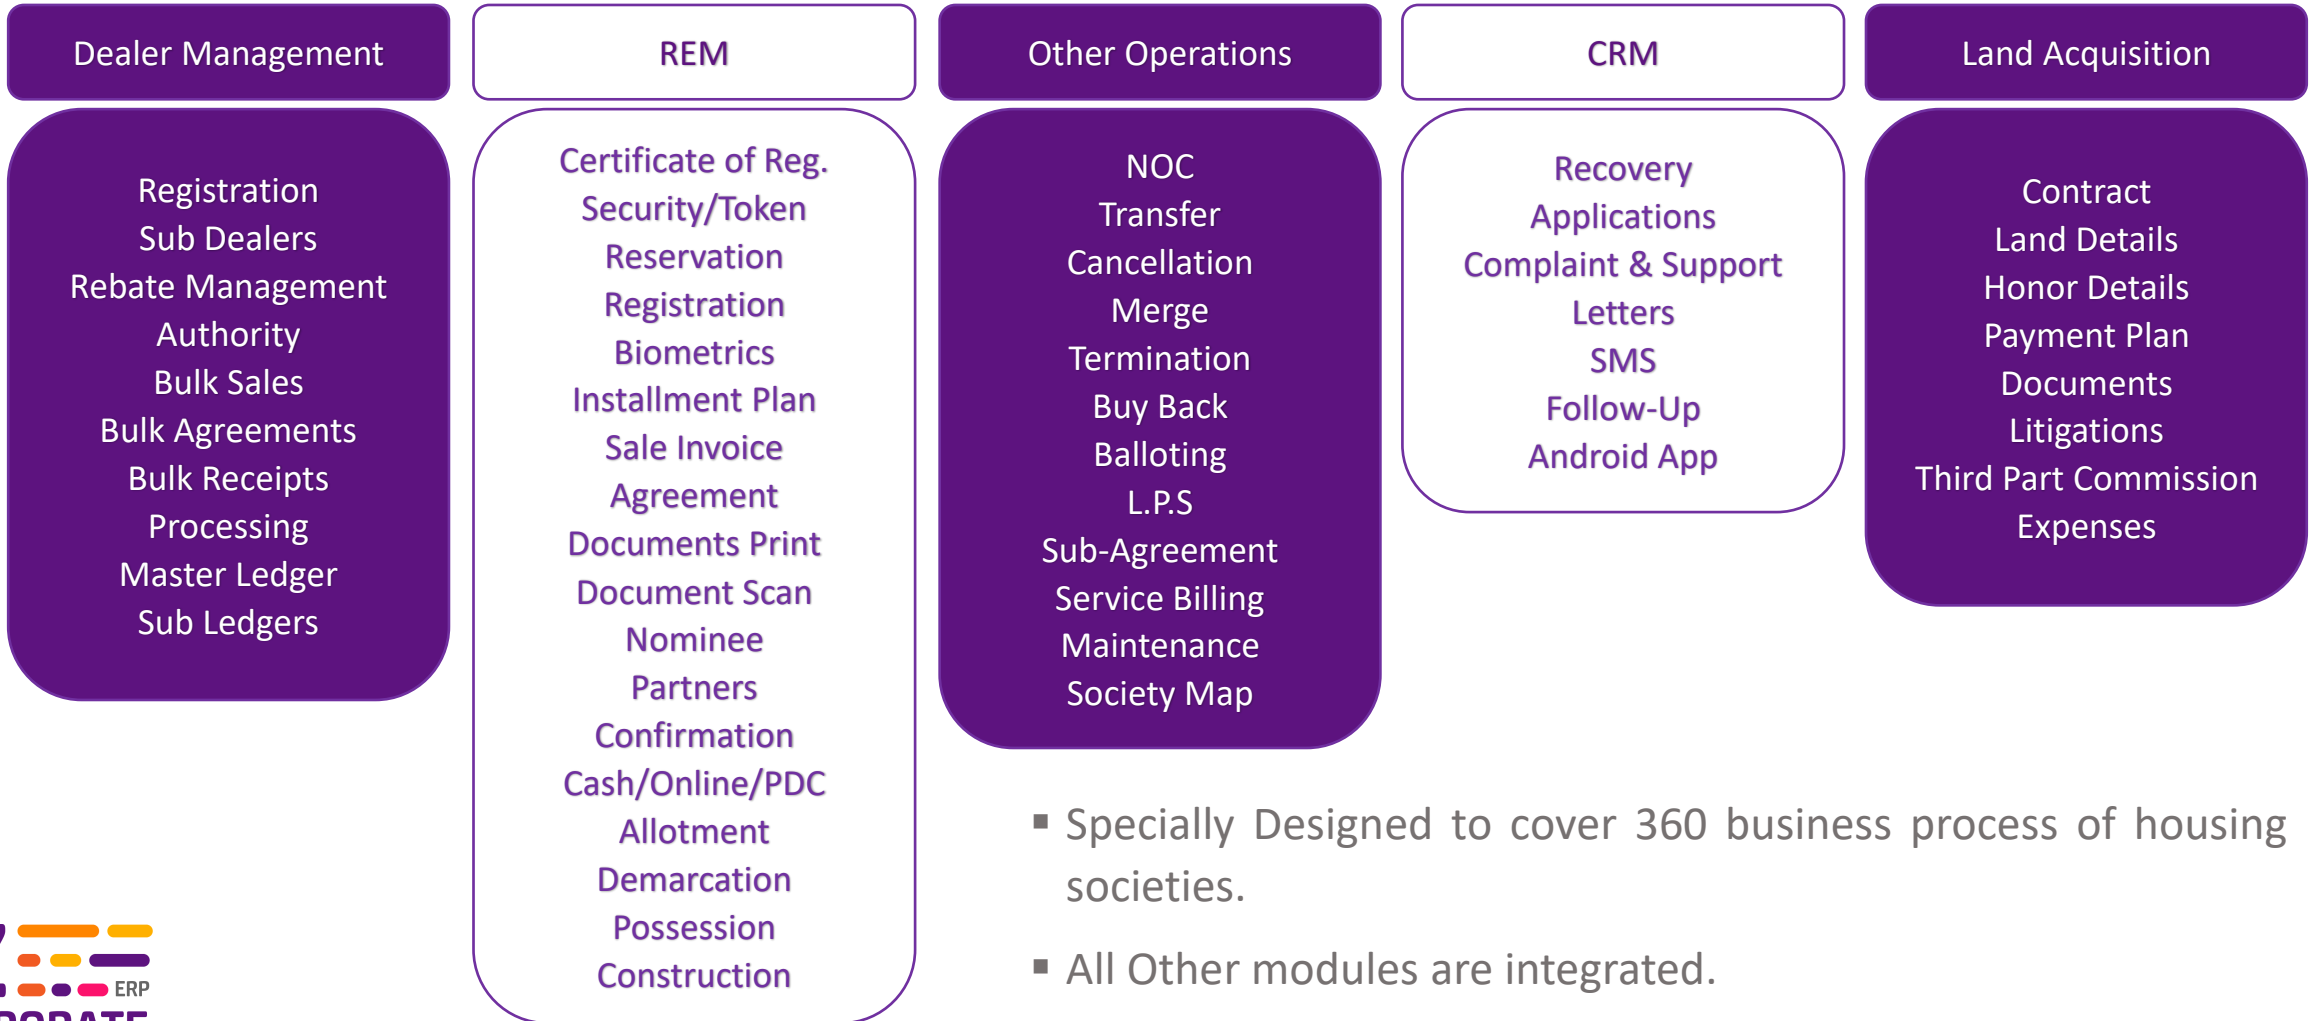 Dealer Management
Registration
Sub Dealers
Rebate Management
Authority
Bulk Sales
Bulk Agreements
Bulk Receipts
Processing
Master Ledger
Sub Ledgers
REM
Certificate of Reg.
Security/Token
Reservation
Registration
Biometrics
Installment Plan
Sale Invoice
Agreement
Documents Print
Document Scan
Nominee
Partners
Confirmation
Cash/Online/PDC
Allotment
Demarcation
Possession
Construction
Other Operations
NOC
Transfer
Cancellation
Merge
Termination
Buy Back
Balloting
L.P.S
Sub-Agreement
Service Billing
Maintenance
Society Map
CRM
Recovery
Applications
Complaint & Support
Letters
SMS
Follow-Up
Android App
Land Acquisition
Contract
Land Details
Honor Details
Payment Plan
Documents
Litigations
Third Part Commission
Expenses
▪ Specially Designed to cover 360 business process of housing
societies.
▪ All Other modules are integrated.
ERP